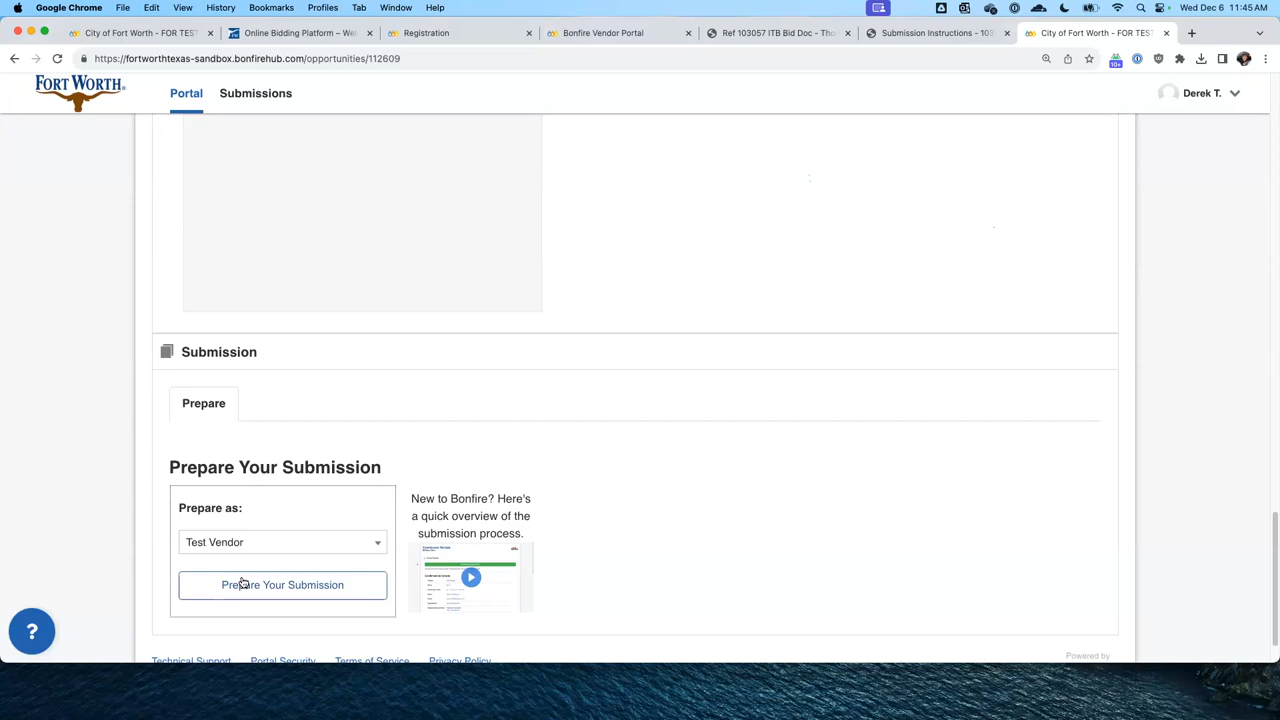 Google Chrome File Edit View History Bookmarks Profiles Tab Window Help Wed Dec 6 11:45 AM
City of Fort Worth - FOR TEST × Online Bidding Platform – Wel × Registration × Bonfire Vendor Portal × Ref 103057 ITB Bid Doc - Tho × Submission Instructions - 103 × City of Fort Worth - FOR TEST ×
https://fortworthtexas-sandbox.bonfirehub.com/opportunities/112609
10+
FORT WORTH.
Portal Submissions Derek T.
Submission
Prepare
Prepare Your Submission
Prepare as:
Test Vendor
Prepare Your Submission
New to Bonfire? Here's
a quick overview of the
submission process.
?
Technical Support Portal Security Terms of Service Privacy Policy
Powered by